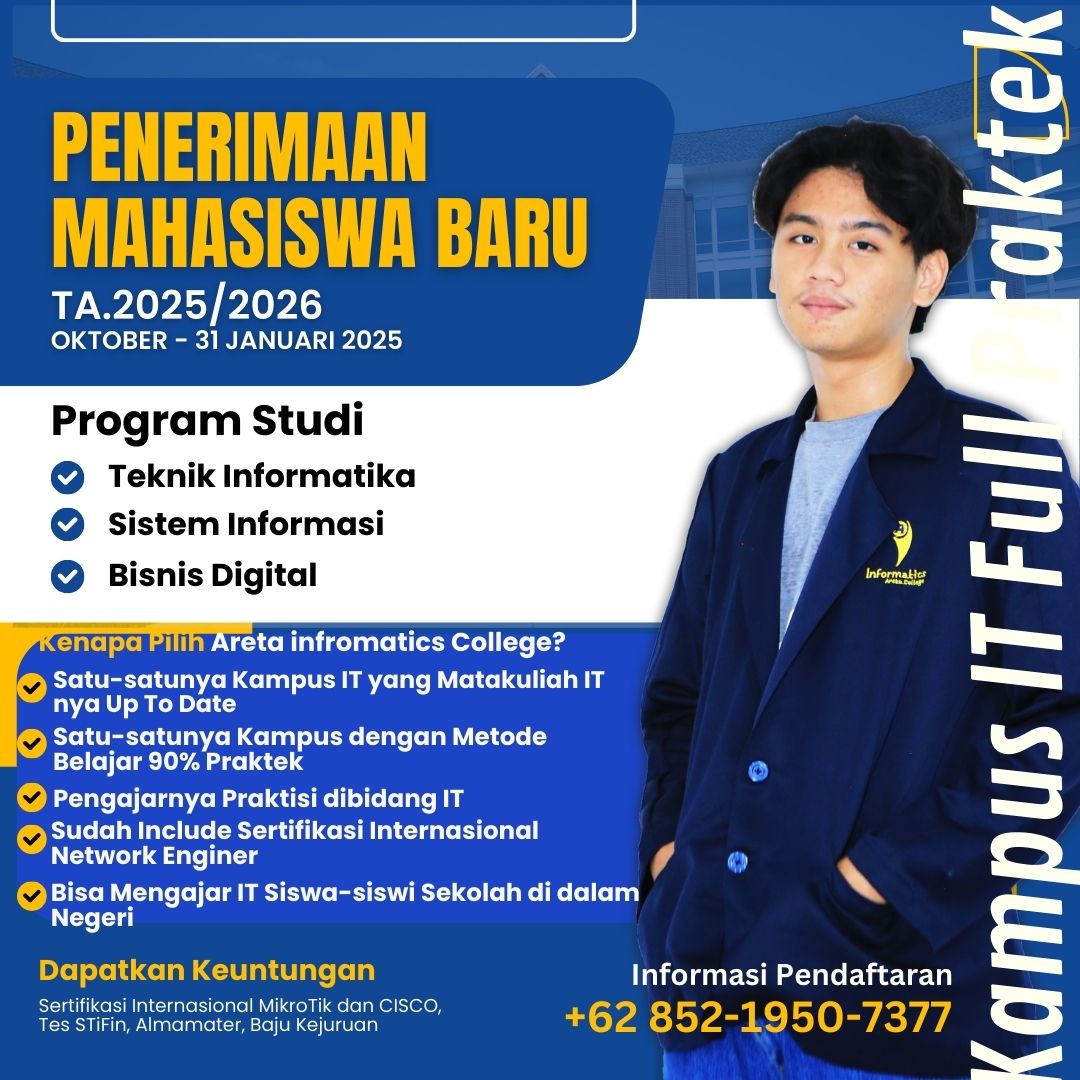 PENERIMAAN
MAHASISWA BARU
TA.2025/2026
OKTOBER - 31 JANUARI 2025
Program Studi
Teknik Informatika
Sistem Informasi
Bisnis Digital
Kenapa Pilih Areta infromatics College?
Satu-satunya Kampus IT yang Matakuliah IT
nya Up To Date
Satu-satunya Kampus dengan Metode
Belajar 90% Praktek
Pengajarnya Praktisi dibidang IT
Sudah Include Sertifikasi Internasional
Network Enginer
Bisa Mengajar IT Siswa-siswi Sekolah di dalam
Negeri
Dapatkan Keuntungan
Sertifikasi Internasional MikroTik dan CISCO,
Tes STiFin, Almamater, Baju Kejuruan
Informasi Pendaftaran
+62 852-1950-7377
Informatics
Areta College
Kampus IT Full Praktek